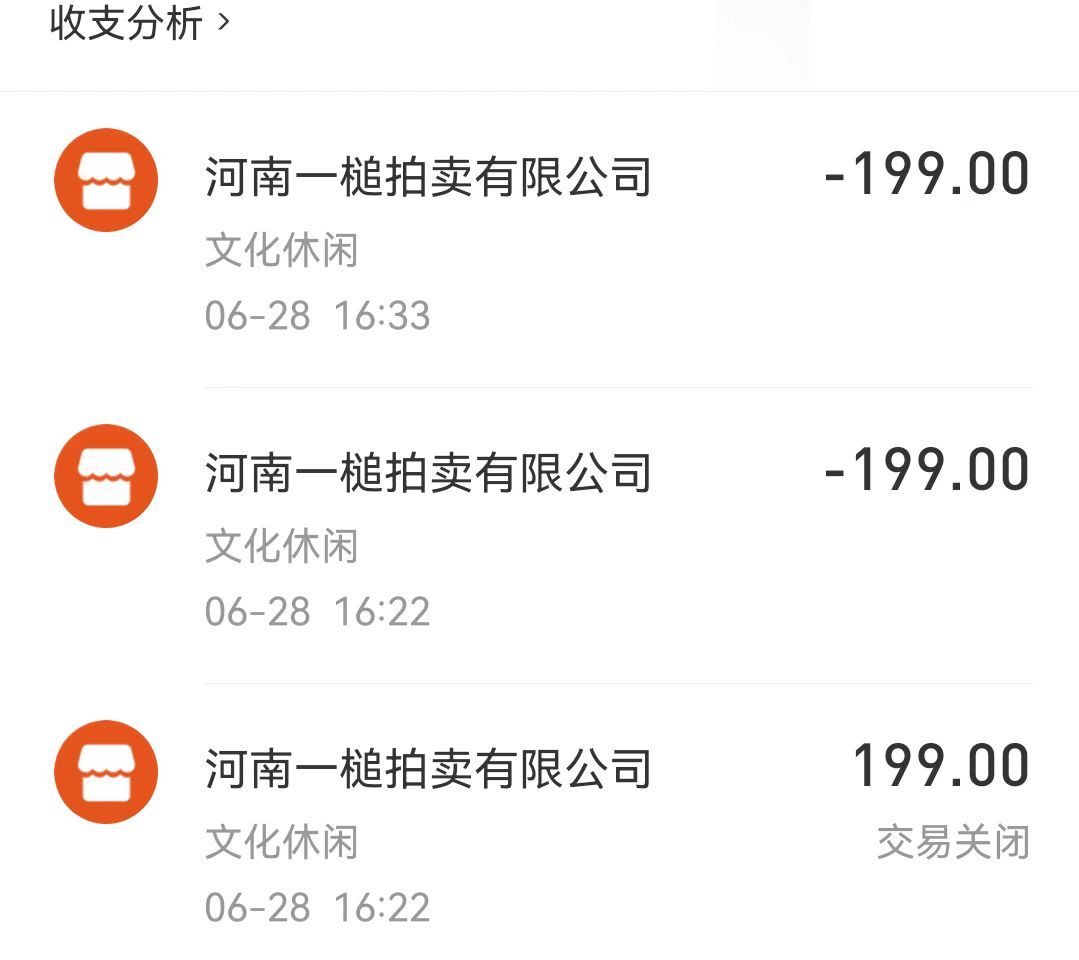 收支分析 >
河南一槌拍卖有限公司 -199.00
文化休闲
06-28 16:33
河南一槌拍卖有限公司 -199.00
文化休闲
06-28 16:22
河南一槌拍卖有限公司 199.00
文化休闲 交易关闭
06-28 16:22